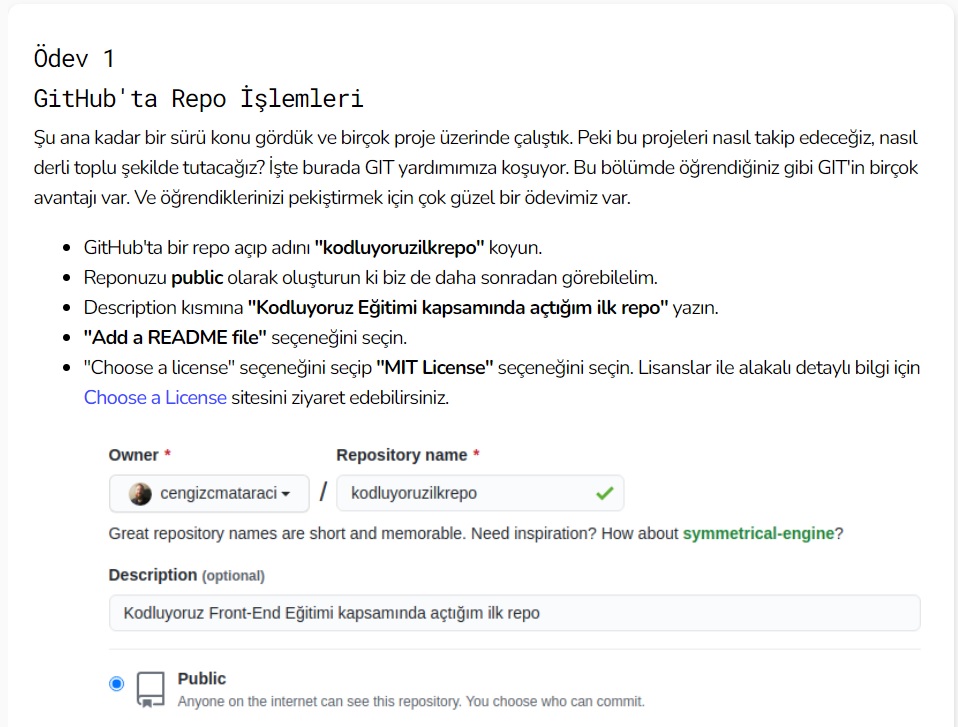 Ödev 1
GitHub'ta Repo İşlemleri
Şu ana kadar bir sürü konu gördük ve birçok proje üzerinde çalıştık. Peki bu projeleri nasıl takip edeceğiz, nasıl
derli toplu şekilde tutacağız? İşte burada GIT yardımımıza koşuyor. Bu bölümde öğrendiğiniz gibi GIT'in birçok
avantajı var. Ve öğrendiklerinizi pekiştirmek için çok güzel bir ödevimiz var.
• GitHub'ta bir repo açıp adını "kodluyoruzilkrepo" koyun.
• Reponuzu public olarak oluşturun ki biz de daha sonradan görebilelim.
• Description kısmına "Kodluyoruz Eğitimi kapsamında açtığım ilk repo" yazın.
• "Add a README file" seçeneğini seçin.
• "Choose a license" seçeneğini seçip "MIT License" seçeneğini seçin. Lisanslar ile alakalı detaylı bilgi için
Choose a License sitesini ziyaret edebilirsiniz.
Owner * Repository name *
cengizcmataraci / kodluyoruzilkrepo
Great repository names are short and memorable. Need inspiration? How about symmetrical-engine?
Description (optional)
Kodluyoruz Front-End Eğitimi kapsamında açtığım ilk repo
Public
Anyone on the internet can see this repository. You choose who can commit.